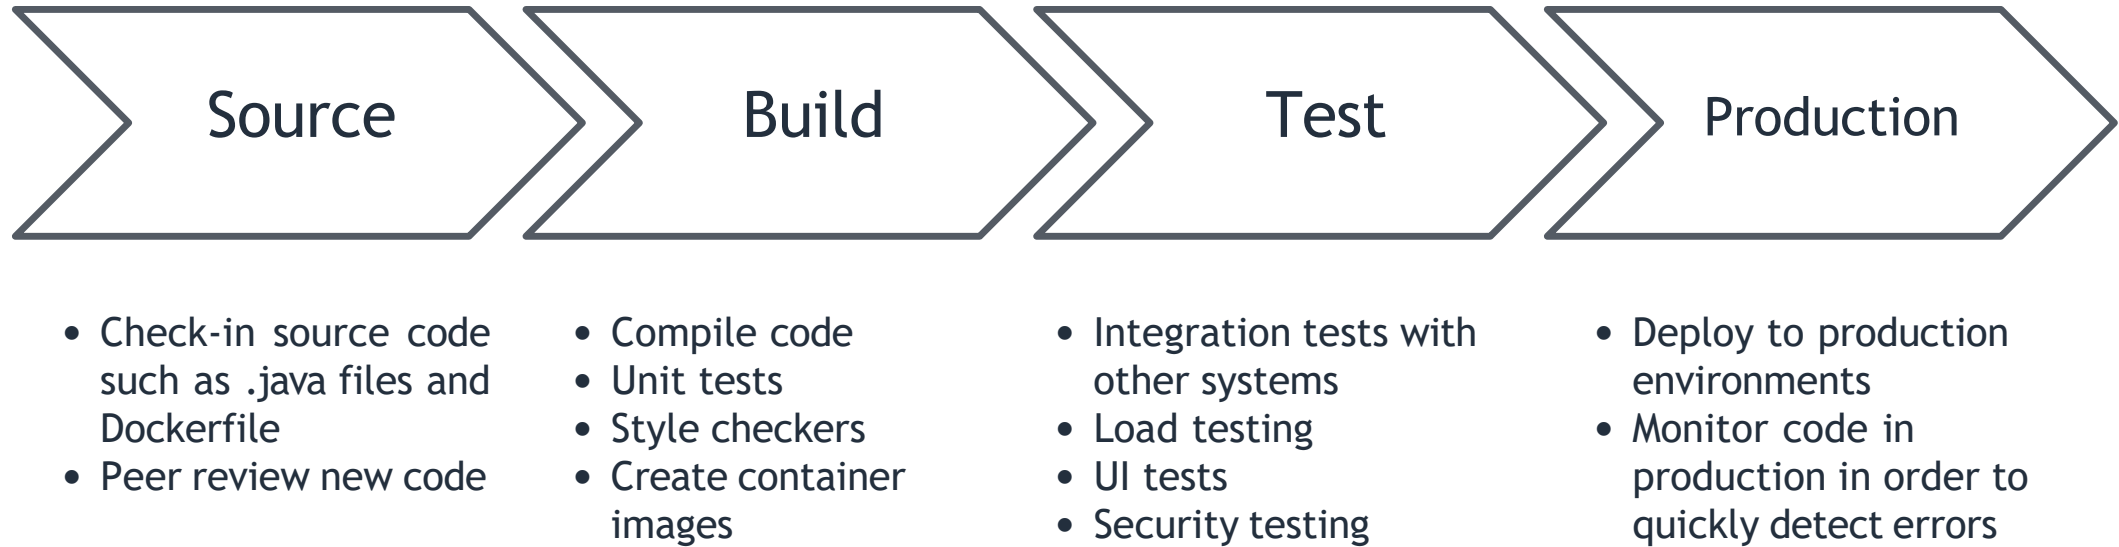 Source
Build
Test
Production
• Check-in source code
such as .java files and
Dockerfile
• Peer review new code
• Compile code
• Unit tests
• Style checkers
• Create container
images
• Integration tests with
other systems
• Load testing
• UI tests
• Security testing
• Deploy to production
environments
• Monitor code in
production in order to
quickly detect errors